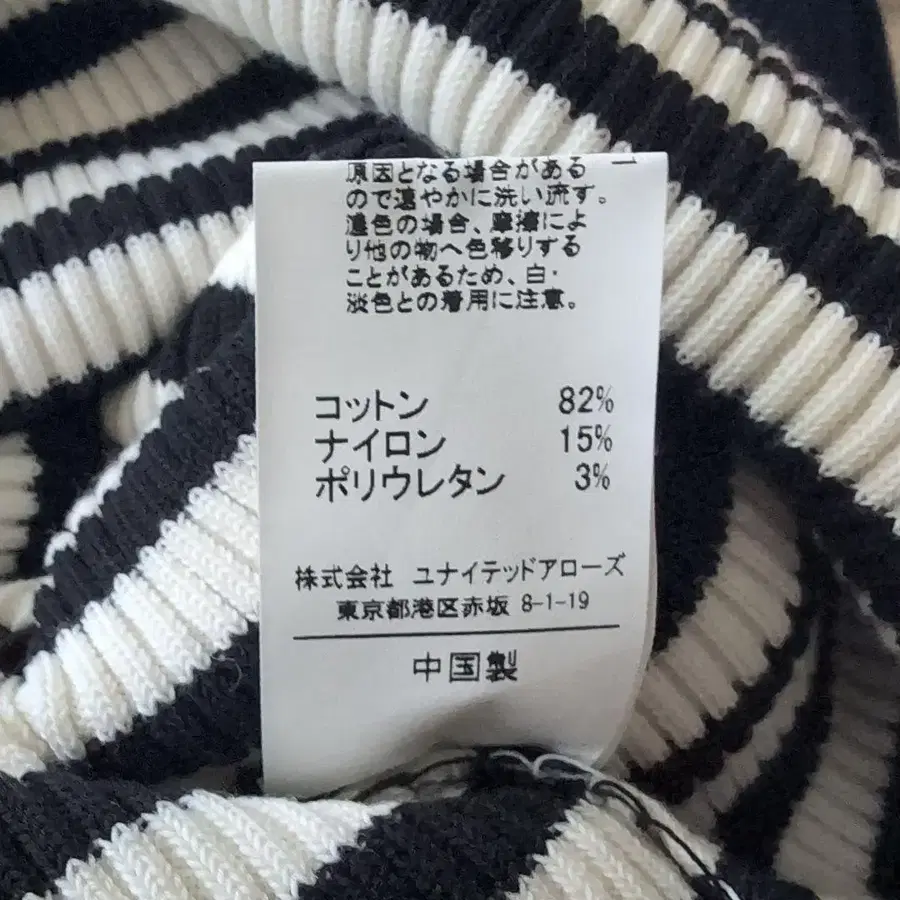 原因となる場合がある
ので速やかに洗い流す。
濃色の場合、摩擦によ
り他の物へ色移りする
ことがあるため、白・
淡色との着用に注意。
コットン 82%
ナイロン 15%
ポリウレタン 3%
株式会社 ユナイテッドアローズ
東京都港区赤坂 8-1-19
中国製